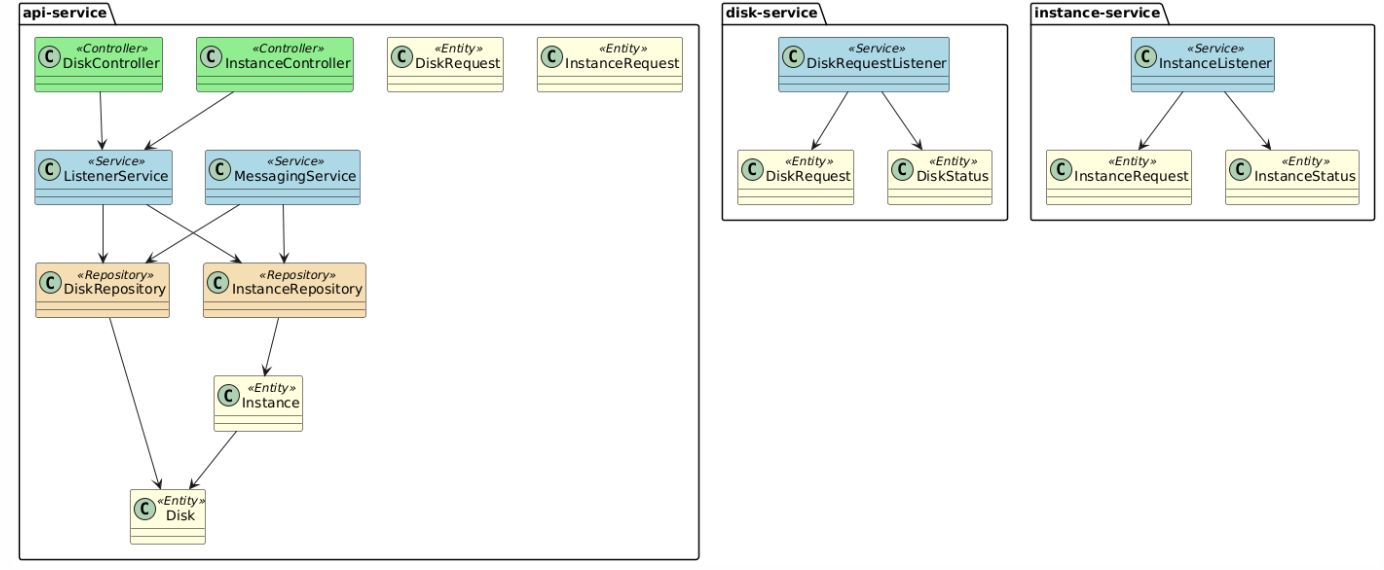 api-service
disk-service
instance-service
«Controller»
C DiskController
«Controller»
C InstanceController
«Entity»
C DiskRequest
«Entity»
C InstanceRequest
«Service»
C DiskRequestListener
«Service»
C InstanceListener
«Service»
C ListenerService
«Service»
C MessagingService
«Entity»
C DiskRequest
«Entity»
C DiskStatus
«Entity»
C InstanceRequest
«Entity»
C InstanceStatus
«Repository»
C DiskRepository
«Repository»
C InstanceRepository
«Entity»
C Instance
«Entity»
C Disk